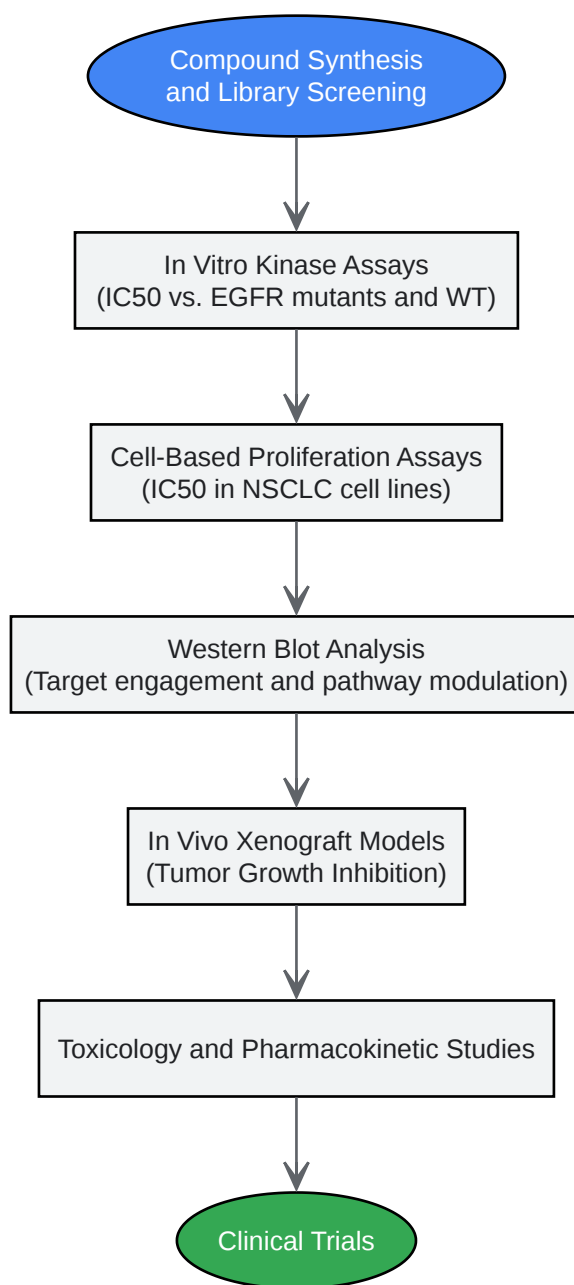 Compound Synthesis
and Library Screening
In Vitro Kinase Assays
(IC50 vs. EGFR mutants and WT)
Cell-Based Proliferation Assays
(IC50 in NSCLC cell lines)
Western Blot Analysis
(Target engagement and pathway modulation)
In Vivo Xenograft Models
(Tumor Growth Inhibition)
Toxicology and Pharmacokinetic Studies
Clinical Trials